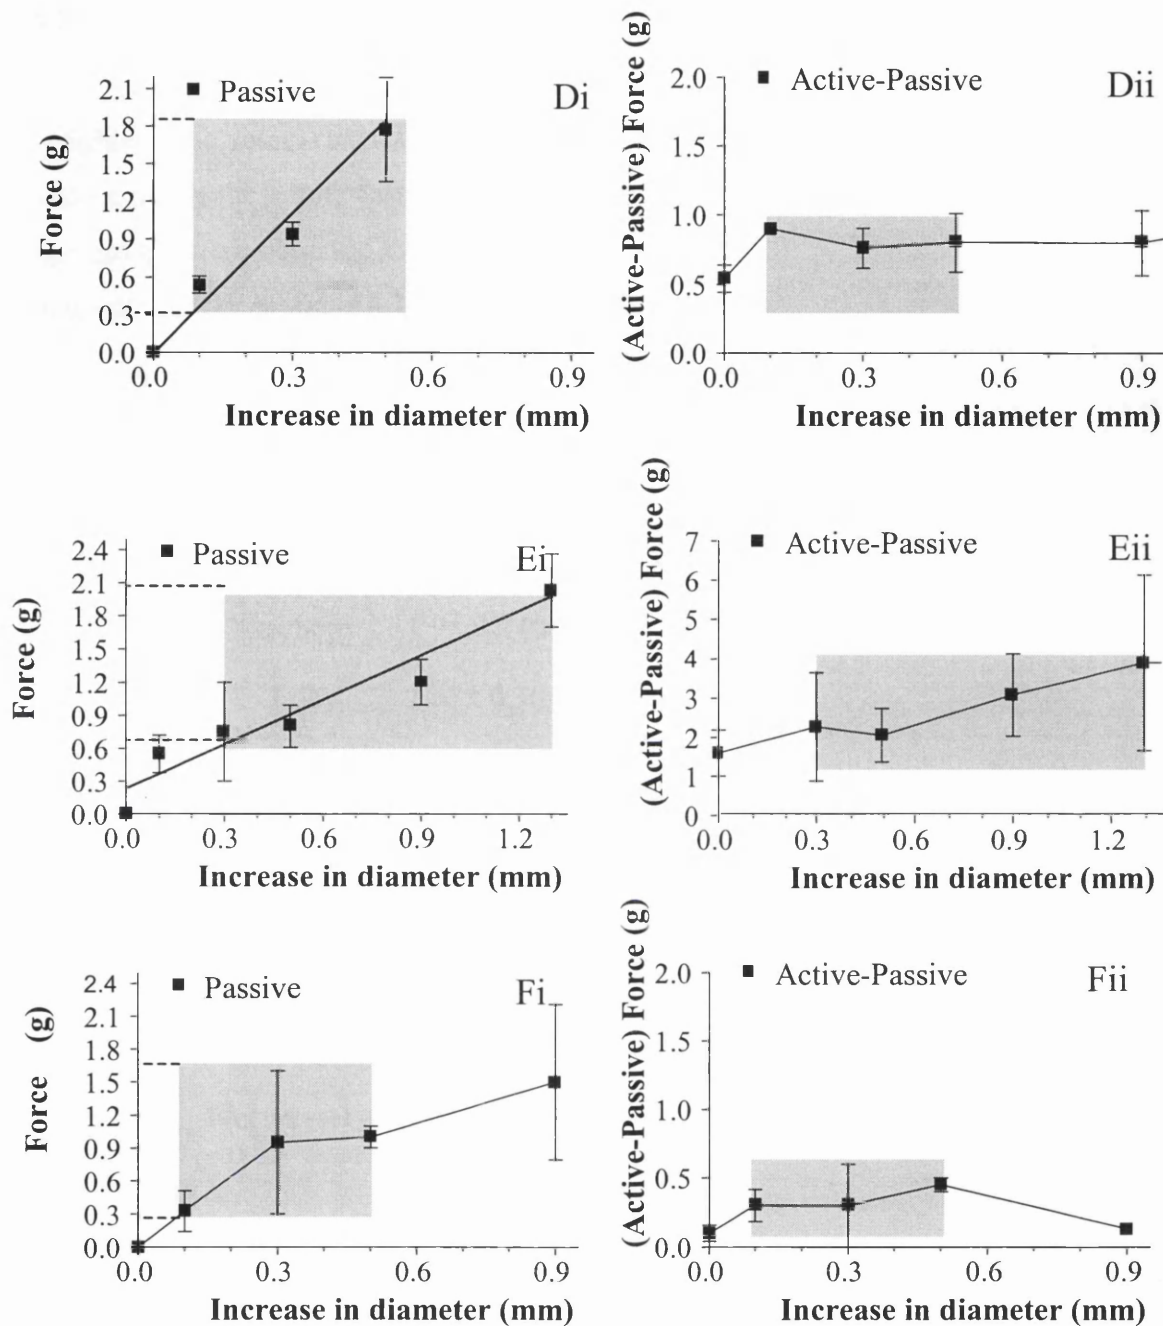 Passive
Di
Force (g)
2.1
1.8
1.5
1.2
0.9
0.6
0.3
0.0
0.0 0.3 0.6 0.9
Increase in diameter (mm)
Active-Passive
Dii
(Active-Passive) Force (g)
2.0
1.5
1.0
0.5
0.0
0.0 0.3 0.6 0.9
Increase in diameter (mm)
Passive
Ei
Force (g)
2.4
2.1
1.8
1.5
1.2
0.9
0.6
0.3
0.0
0.0 0.3 0.6 0.9 1.2
Increase in diameter (mm)
Active-Passive
Eii
(Active-Passive) Force (g)
7
6
5
4
3
2
1
0
0.0 0.3 0.6 0.9 1.2
Increase in diameter (mm)
Passive
Fi
Force (g)
2.4
2.1
1.8
1.5
1.2
0.9
0.6
0.3
0.0
0.0 0.3 0.6 0.9
Increase in diameter (mm)
Active-Passive
Fii
(Active-Passive) Force (g)
2.0
1.5
1.0
0.5
0.0
0.0 0.3 0.6 0.9
Increase in diameter (mm)